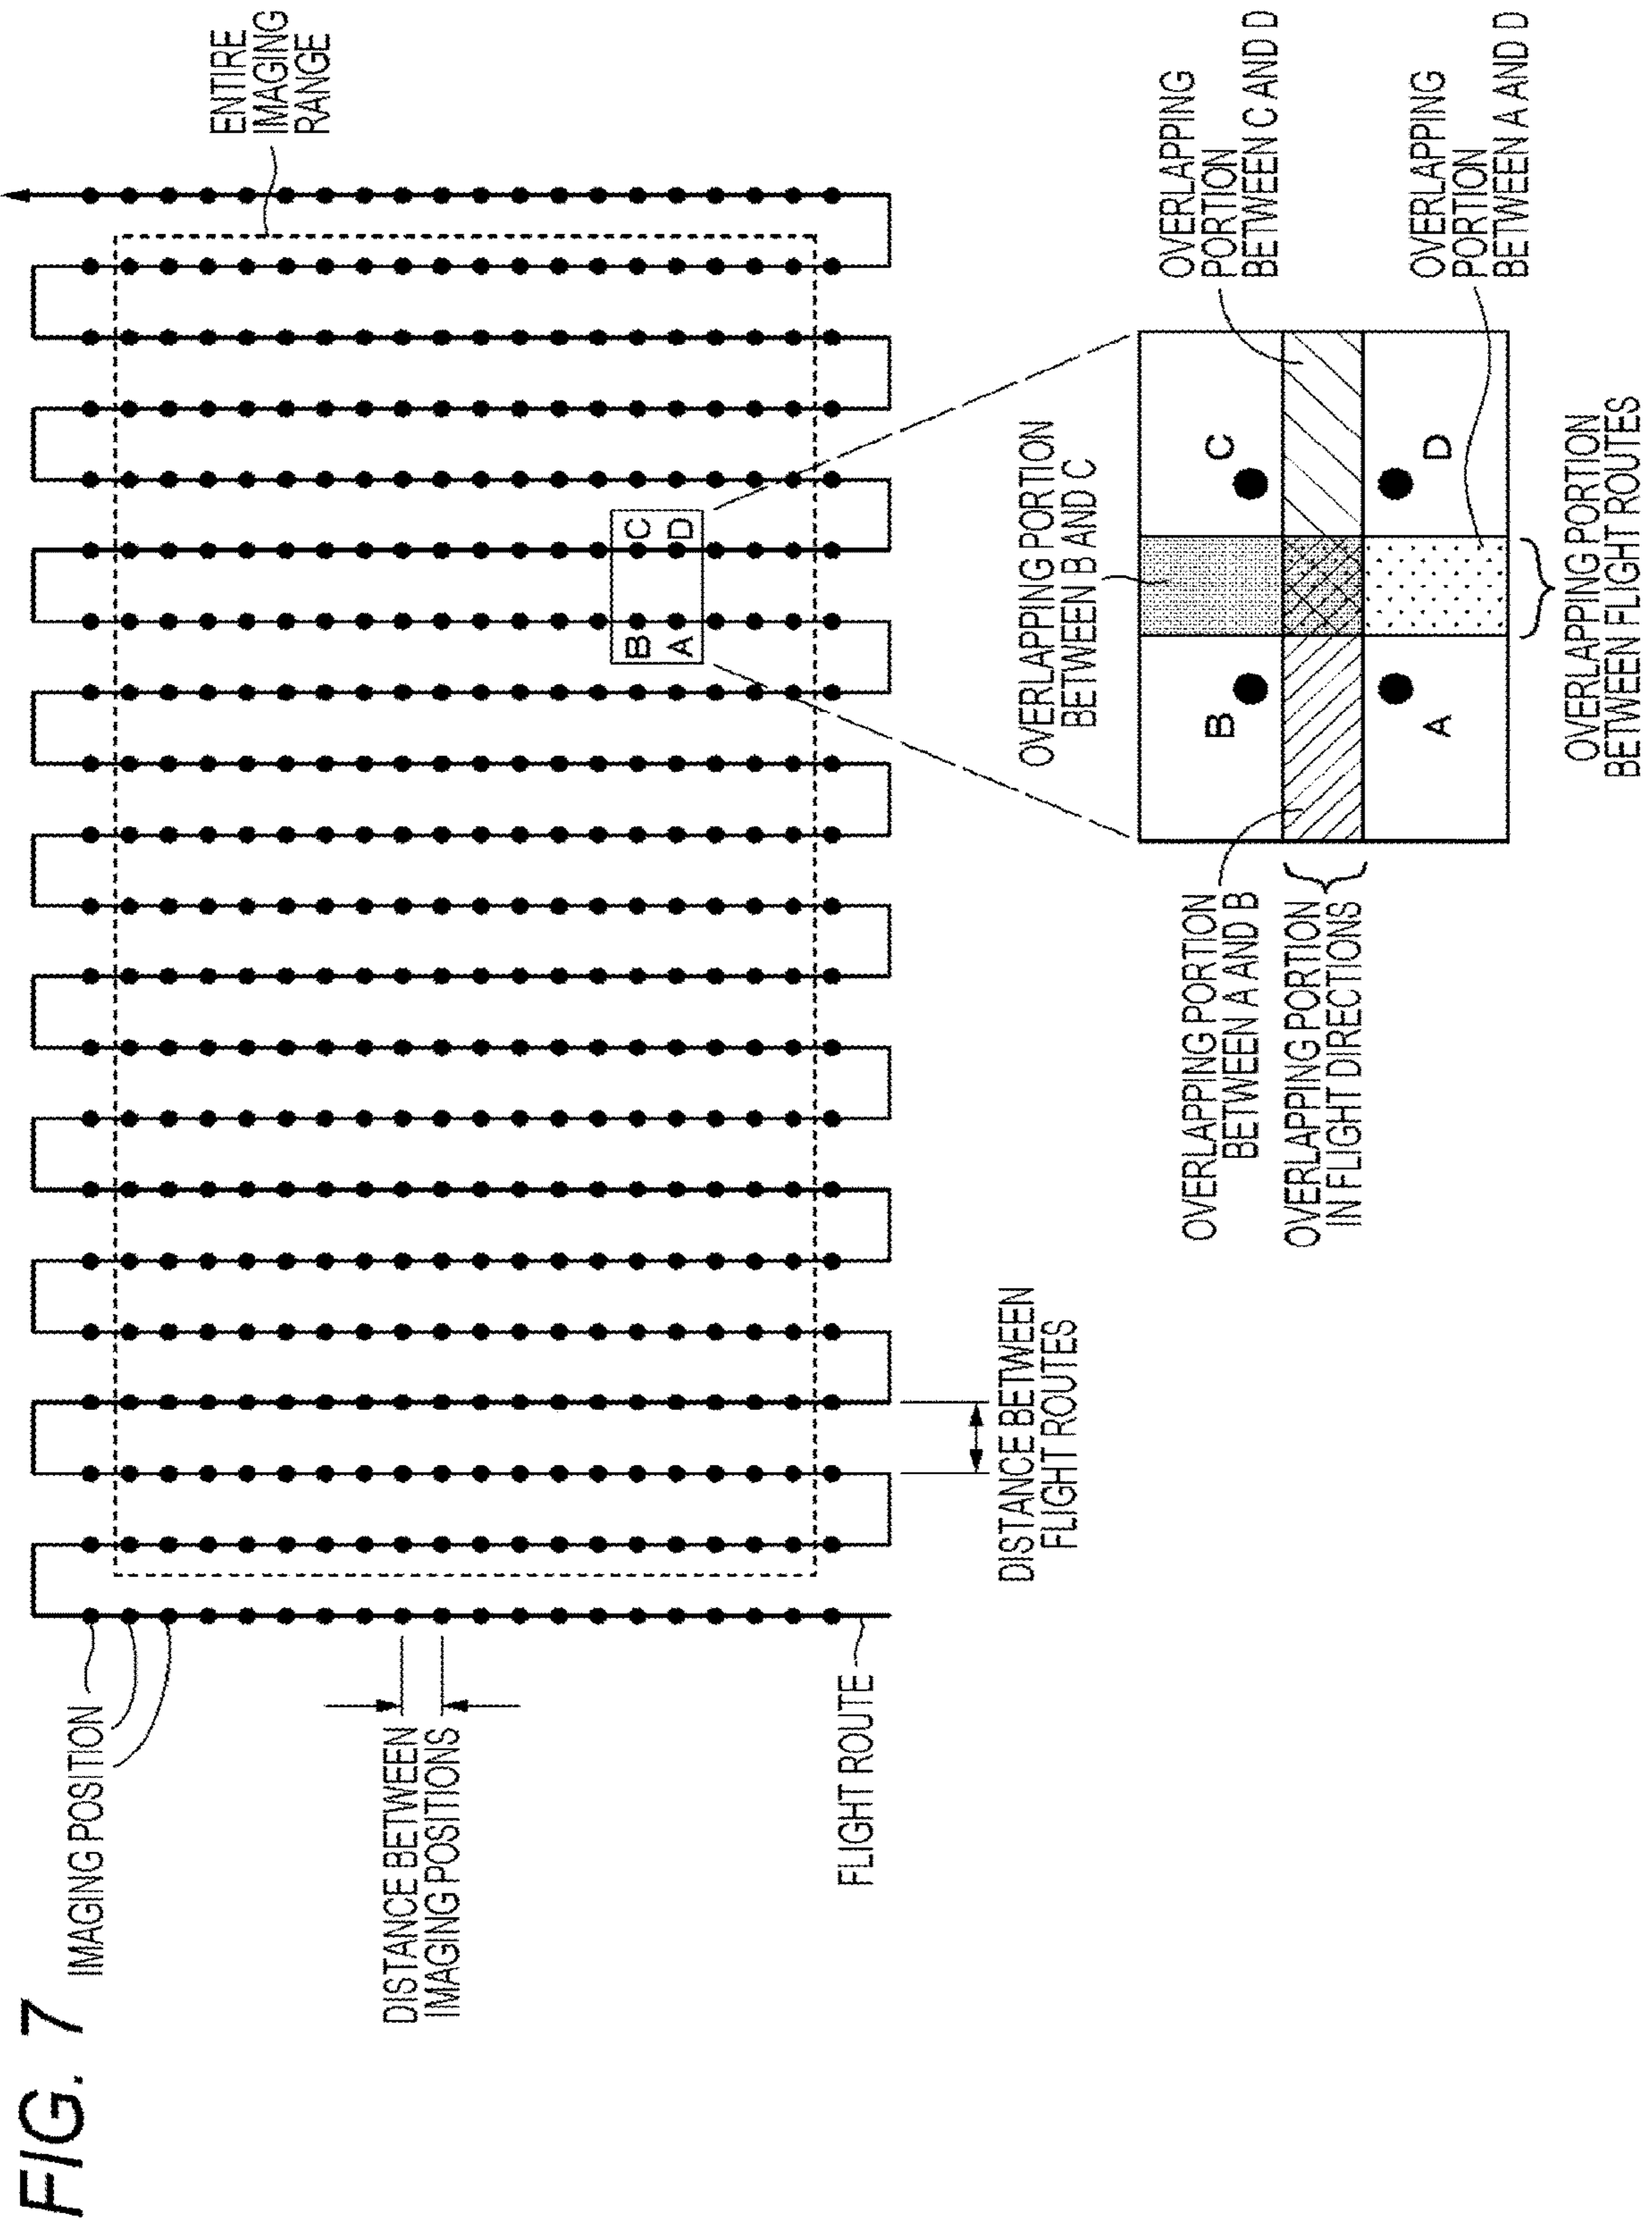 FIG. 7
IMAGING POSITION
ENTIRE
IMAGING
RANGE
DISTANCE BETWEEN
IMAGING POSITIONS
B
C
A
D
FLIGHT ROUTE
DISTANCE BETWEEN
FLIGHT ROUTES
OVERLAPPING PORTION
BETWEEN B AND C
OVERLAPPING
PORTION
BETWEEN C AND D
OVERLAPPING PORTION
BETWEEN A AND B
B
C
OVERLAPPING PORTION
IN FLIGHT DIRECTIONS
A
D
OVERLAPPING
PORTION
BETWEEN A AND D
OVERLAPPING PORTION
BETWEEN FLIGHT ROUTES